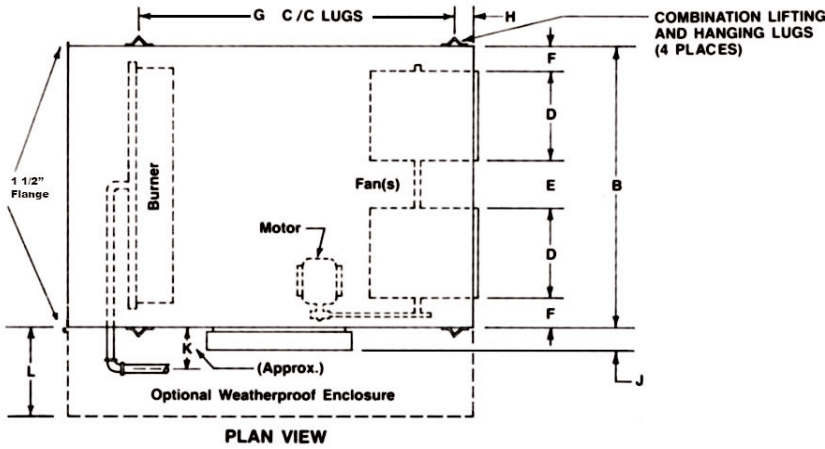 G C/C LUGS
H
COMBINATION LIFTING
AND HANGING LUGS
(4 PLACES)
F
D
1 1/2"
Flange
Burner
Fan(s)
E
B
Motor
D
F
K
L
(Approx.)
J
Optional Weatherproof Enclosure
PLAN VIEW